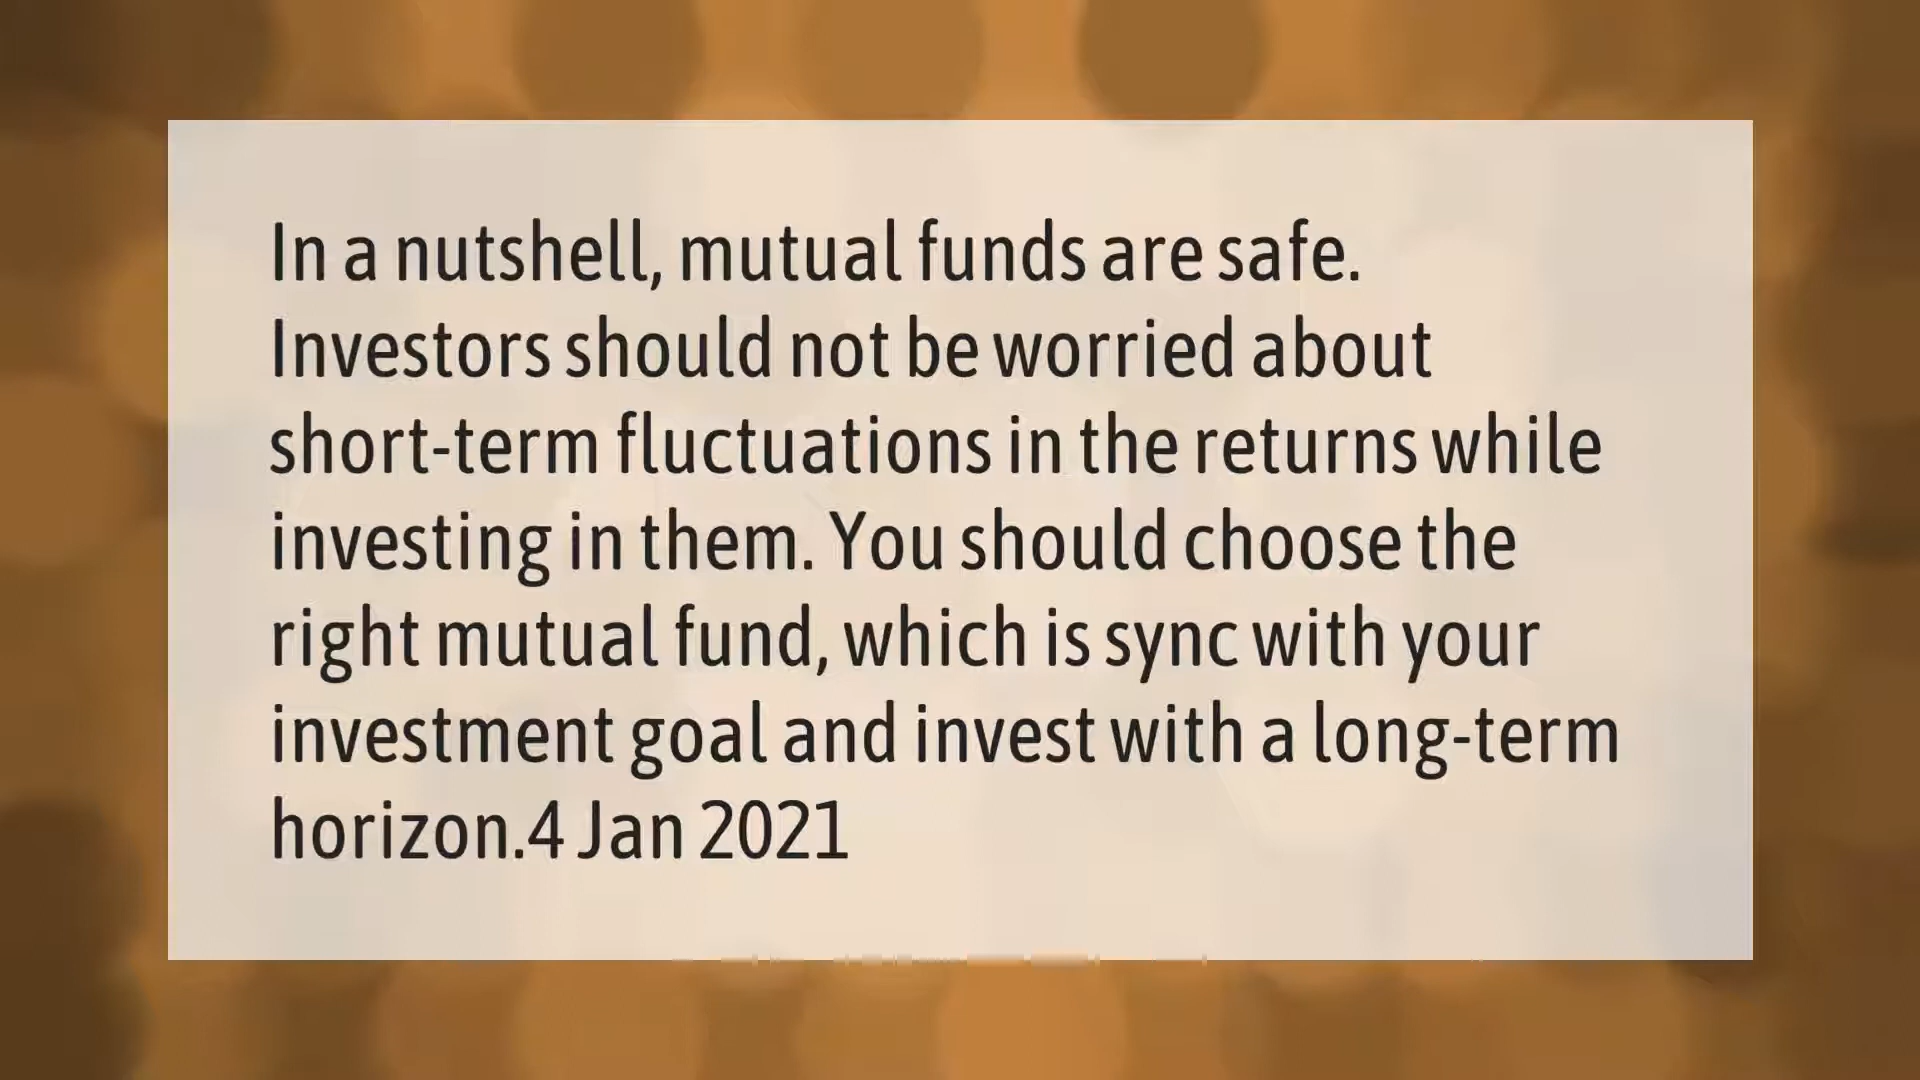 In a nutshell, mutual funds are safe.
Investors should not be worried about
short-term fluctuations in the returns while
investing in them. You should choose the
right mutual fund, which is sync with your
investment goal and invest with a long-term
horizon.4 Jan 2021